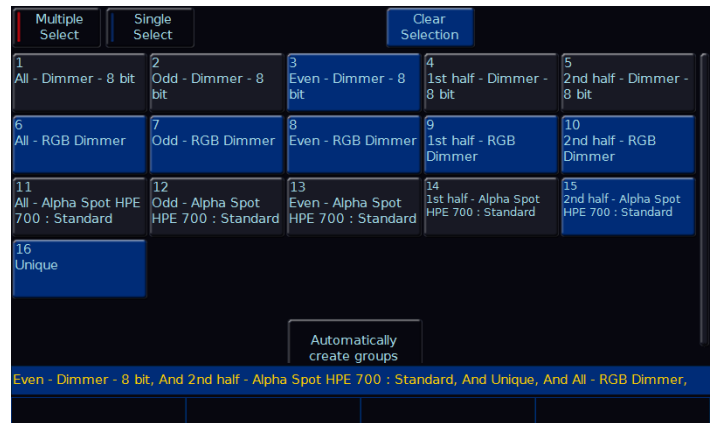 Multiple
Select
Single
Select
Clear
Selection
1
All - Dimmer - 8 bit
2
Odd - Dimmer - 8
bit
3
Even - Dimmer - 8
bit
4
1st half - Dimmer -
8 bit
5
2nd half - Dimmer -
8 bit
6
All - RGB Dimmer
7
Odd - RGB Dimmer
8
Even - RGB Dimmer
9
1st half - RGB
Dimmer
10
2nd half - RGB
Dimmer
11
All - Alpha Spot HPE
700 : Standard
12
Odd - Alpha Spot
HPE 700 : Standard
13
Even - Alpha Spot
HPE 700 : Standard
14
1st half - Alpha Spot
HPE 700 : Standard
15
2nd half - Alpha Spot
HPE 700 : Standard
16
Unique
Automatically
create groups
Even - Dimmer - 8 bit, And 2nd half - Alpha Spot HPE 700 : Standard, And Unique, And All - RGB Dimmer,